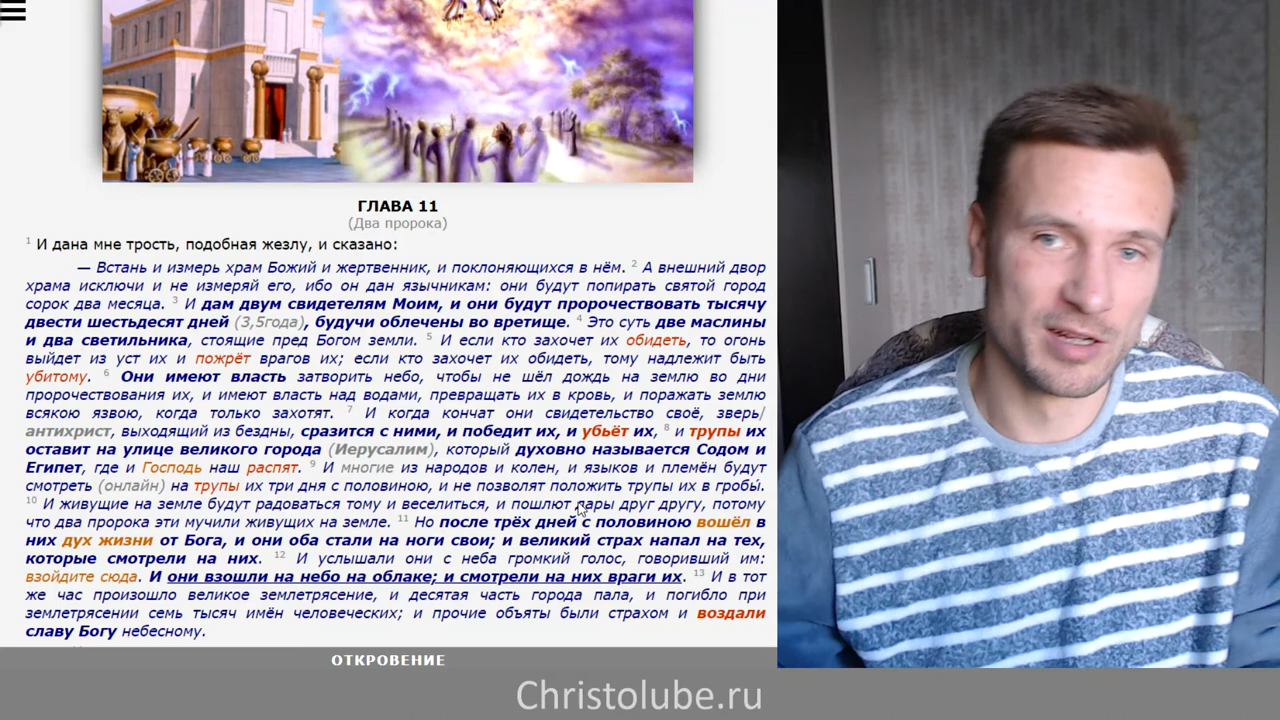 ГЛАВА 11
(Два пророка)
1 И дана мне трость, подобная жезлу, и сказано:
— Встань и измерь храм Божий и жертвенник, и поклоняющихся в нём. 2 А внешний двор
храма исключи и не измеряй его, ибо он дан язычникам: они будут попирать святой город
сорок два месяца. 3 И дам двум свидетелям Моим, и они будут пророчествовать тысячу
двести шестьдесят дней (3,5года), будучи облечены во вретище. 4 Это суть две маслины
и два светильника, стоящие пред Богом земли. 5 И если кто захочет их обидеть, то огонь
выйдет из уст их и пожрёт врагов их; если кто захочет их обидеть, тому надлежит быть
убитому. 6 Они имеют власть затворить небо, чтобы не шёл дождь на землю во дни
пророчествования их, и имеют власть над водами, превращать их в кровь, и поражать землю
всякою язвою, когда только захотят. 7 И когда кончат они свидетельство своё, зверь/
антихрист, выходящий из бездны, сразится с ними, и победит их, и убьёт их, 8 и трупы их
оставит на улице великого города (Иерусалим), который духовно называется Содом и
Египет, где и Господь наш распят. 9 И многие из народов и колен, и языков и племён будут
смотреть (онлайн) на трупы их три дня с половиною, и не позволят положить трупы их в гробы́.
10 И живущие на земле будут радоваться тому и веселиться, и пошлют дары друг другу, потому
что два пророка эти мучили живущих на земле. 11 Но после трёх дней с половиною вошёл в
них дух жизни от Бога, и они оба стали на ноги свои; и великий страх напал на тех,
которые смотрели на них. 12 И услышали они с неба громкий голос, говоривший им:
взойдите сюда. И они взошли на небо на облаке; и смотрели на них враги их. 13 И в тот
же час произошло великое землетрясение, и десятая часть города пала, и погибло при
землетрясении семь тысяч имён человеческих; и прочие объяты были страхом и воздали
славу Богу небесному.
ОТКРОВЕНИЕ
Christolube.ru